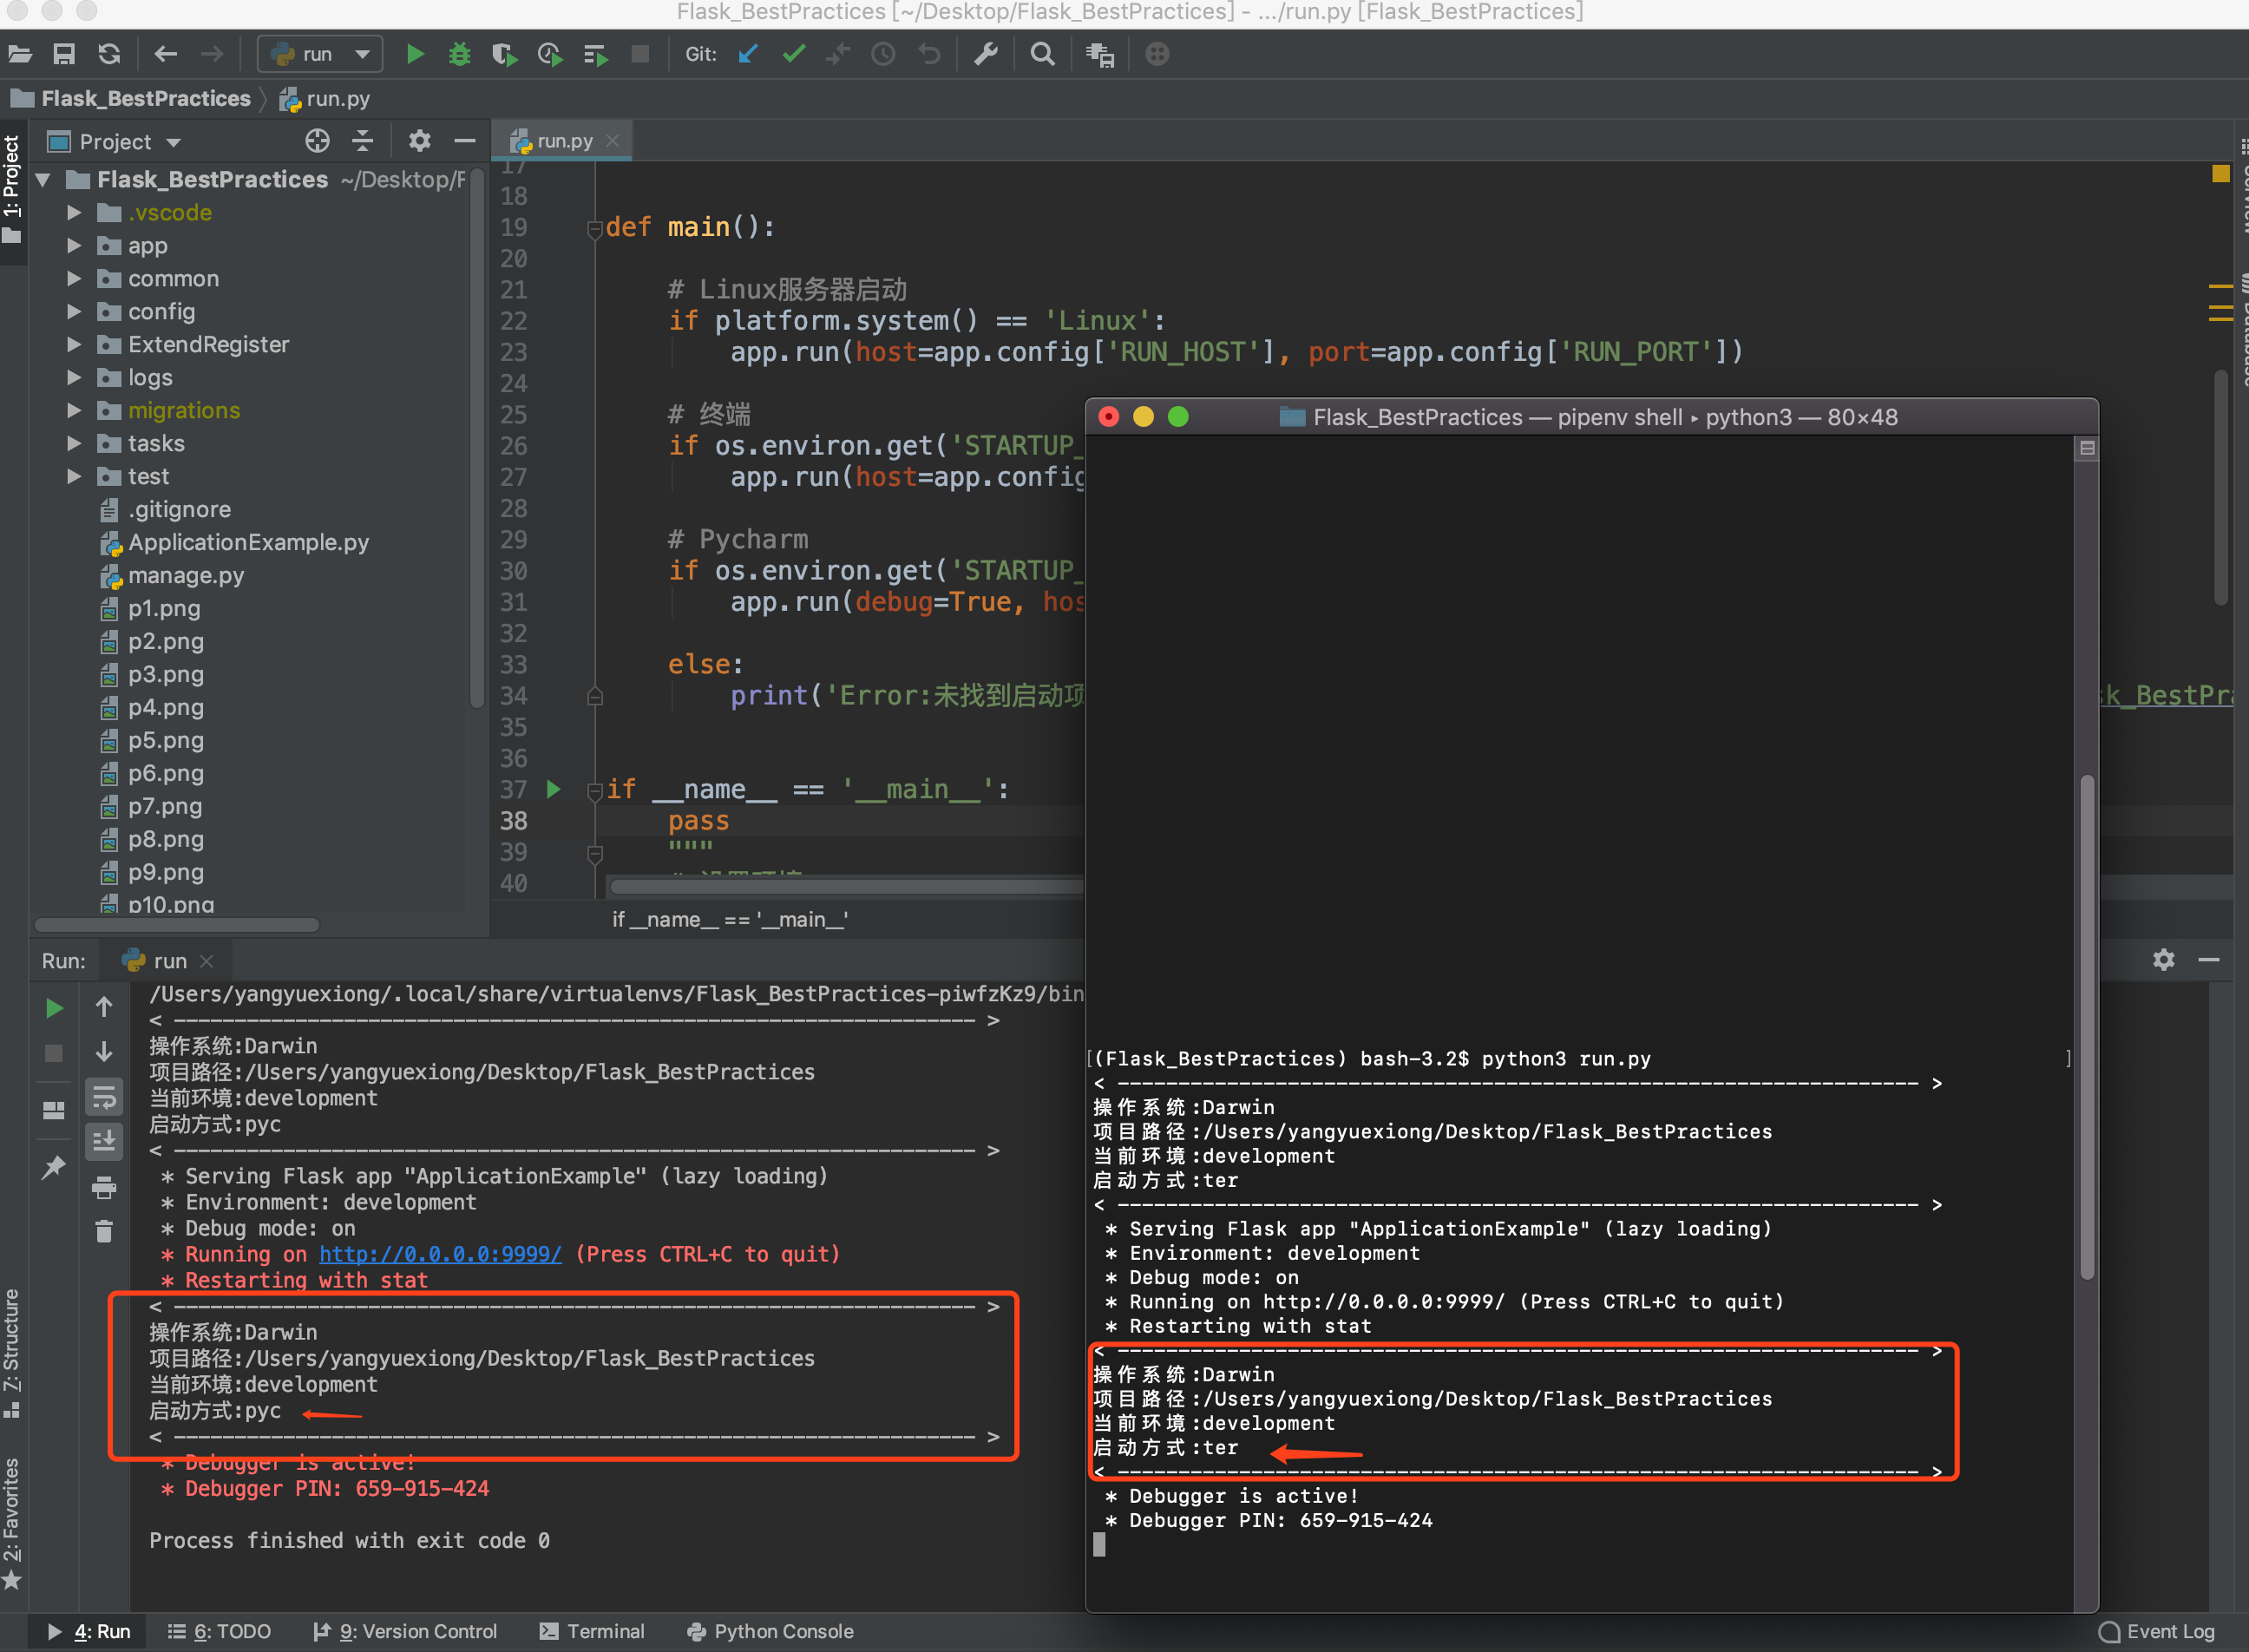 Flask_BestPractices [~/Desktop/Flask_BestPractices] - .../run.py [Flask_BestPractices]
run
Git:
Flask_BestPractices
run.py
1: Project
Project
run.py
Flask_BestPractices ~/Desktop/F
.vscode
app
common
config
ExtendRegister
logs
migrations
tasks
test
.gitignore
ApplicationExample.py
manage.py
p1.png
p2.png
p3.png
p4.png
p5.png
p6.png
p7.png
p8.png
p9.png
p10.png
17
18
19 def main():
20
21 # Linux服务器启动
22 if platform.system() == 'Linux':
23 app.run(host=app.config['RUN_HOST'], port=app.config['RUN_PORT'])
24
25 # 终端
26 if os.environ.get('STARTUP_
27 app.run(host=app.config
28
29 # Pycharm
30 if os.environ.get('STARTUP_
31 app.run(debug=True, hos
32
33 else:
34 print('Error:未找到启动项
k_BestPra
35
36
37 if __name__ == '__main__':
38 pass
39 """
40
if __name__ == '__main__'
Run:
run
/Users/yangyuexiong/.local/share/virtualenvs/Flask_BestPractices-piwfzKz9/bin
< ------------------------------------------------------------------ >
操作系统:Darwin
项目路径:/Users/yangyuexiong/Desktop/Flask_BestPractices
当前环境:development
启动方式:pyc
< ------------------------------------------------------------------ >
* Serving Flask app "ApplicationExample" (lazy loading)
* Environment: development
* Debug mode: on
* Running on http://0.0.0.0:9999/ (Press CTRL+C to quit)
* Restarting with stat
< ------------------------------------------------------------------ >
操作系统:Darwin
项目路径:/Users/yangyuexiong/Desktop/Flask_BestPractices
当前环境:development
启动方式:pyc
< ------------------------------------------------------------------ >
* Debugger is active!
* Debugger PIN: 659-915-424
Process finished with exit code 0
Flask_BestPractices — pipenv shell ▸ python3 — 80×48
[(Flask_BestPractices) bash-3.2$ python3 run.py ]
< ------------------------------------------------------------------ >
操作系统:Darwin
项目路径:/Users/yangyuexiong/Desktop/Flask_BestPractices
当前环境:development
启动方式:ter
< ------------------------------------------------------------------ >
* Serving Flask app "ApplicationExample" (lazy loading)
* Environment: development
* Debug mode: on
* Running on http://0.0.0.0:9999/ (Press CTRL+C to quit)
* Restarting with stat
< ------------------------------------------------------------------ >
操作系统:Darwin
项目路径:/Users/yangyuexiong/Desktop/Flask_BestPractices
当前环境:development
启动方式:ter
< ------------------------------------------------------------------ >
* Debugger is active!
* Debugger PIN: 659-915-424
7: Structure
2: Favorites
4: Run
6: TODO
9: Version Control
Terminal
Python Console
Event Log